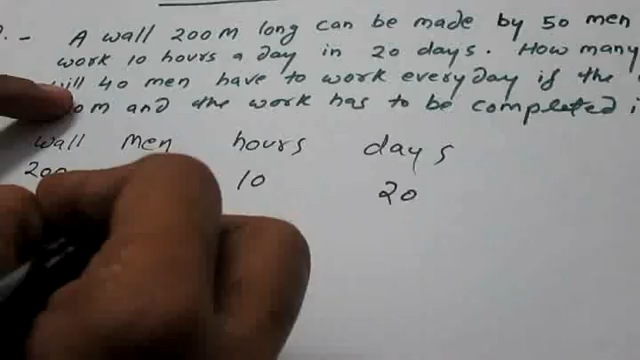 A wall 200m long can be made by 50 men
work 10 hours a day in 20 days. How many
will 40 men have to work everyday if the
m and the work has to be completed i
wall men hours days
200 10 20